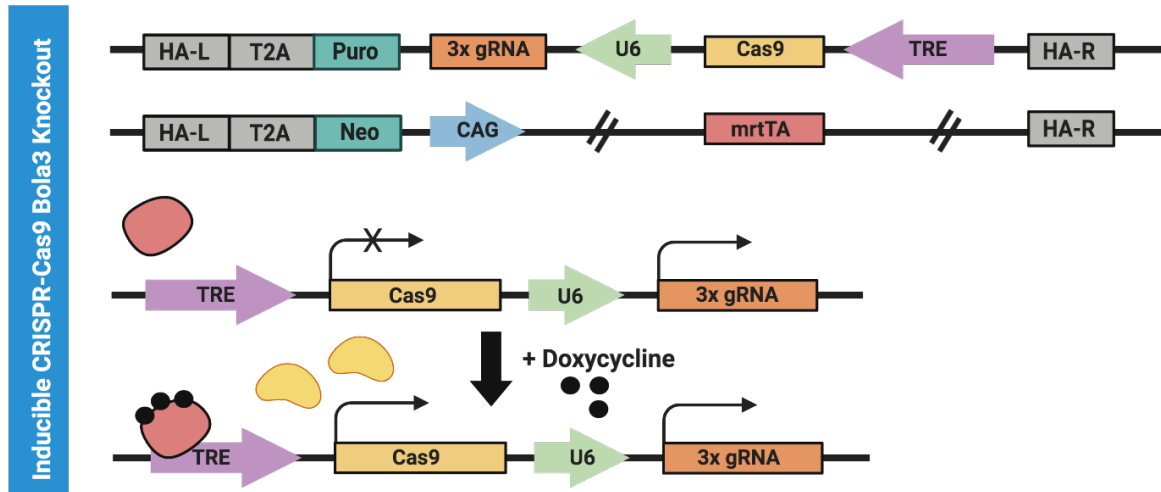 Inducible CRISPR-Cas9 Bola3 Knockout
HA-L T2A Puro 3x gRNA U6 Cas9 TRE HA-R
HA-L T2A Neo CAG mrtTA HA-R
X
TRE Cas9 U6 3x gRNA
+ Doxycycline
TRE Cas9 U6 3x gRNA